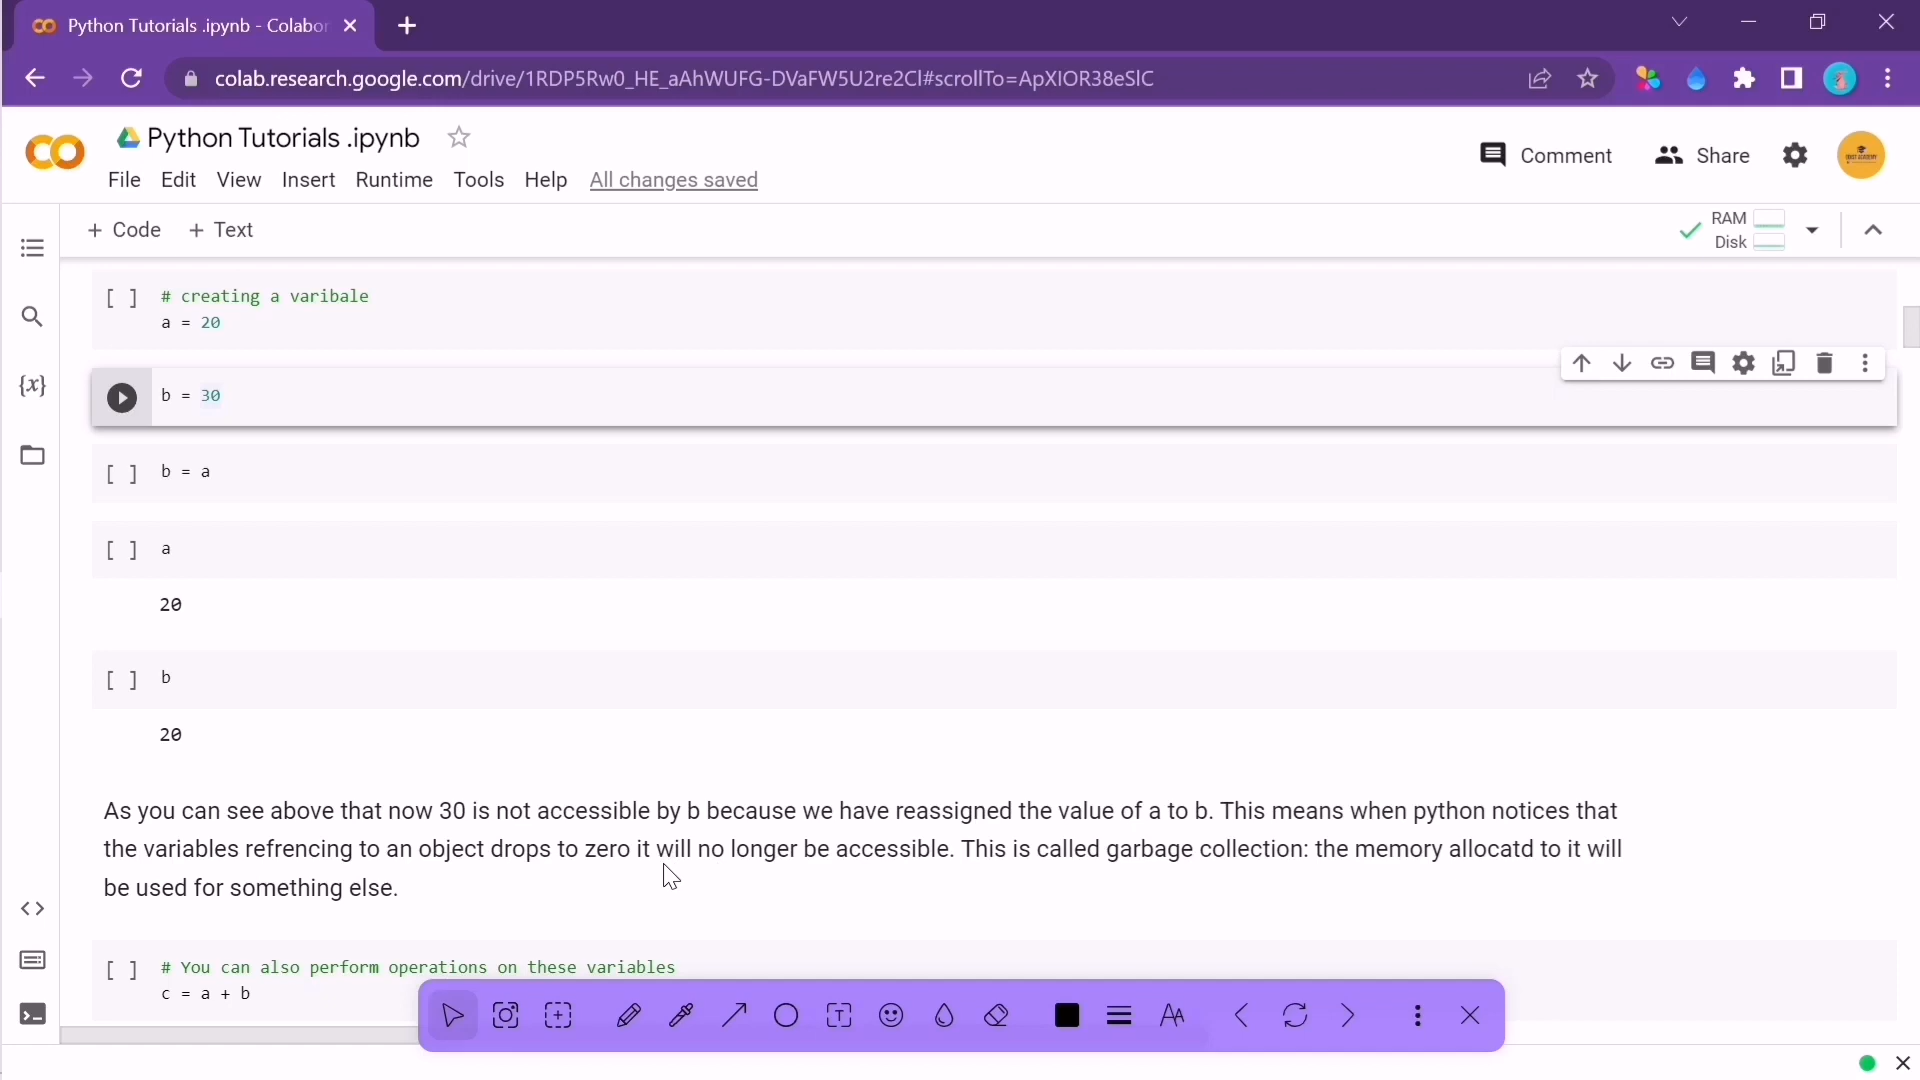 Python Tutorials .ipynb - Colabor
colab.research.google.com/drive/1RDP5Rw0_HE_aAhWUFG-DVaFW5U2re2Cl#scrollTo=ApXIOR38eSlC
Python Tutorials .ipynb
Comment
Share
File Edit View Insert Runtime Tools Help All changes saved
+ Code + Text
RAM
Disk
[ ] # creating a varibale
a = 20
b = 30
[ ] b = a
[ ] a
20
[ ] b
20
As you can see above that now 30 is not accessible by b because we have reassigned the value of a to b. This means when python notices that
the variables refrencing to an object drops to zero it will no longer be accessible. This is called garbage collection: the memory allocatd to it will
be used for something else.
[ ] # You can also perform operations on these variables
c = a + b